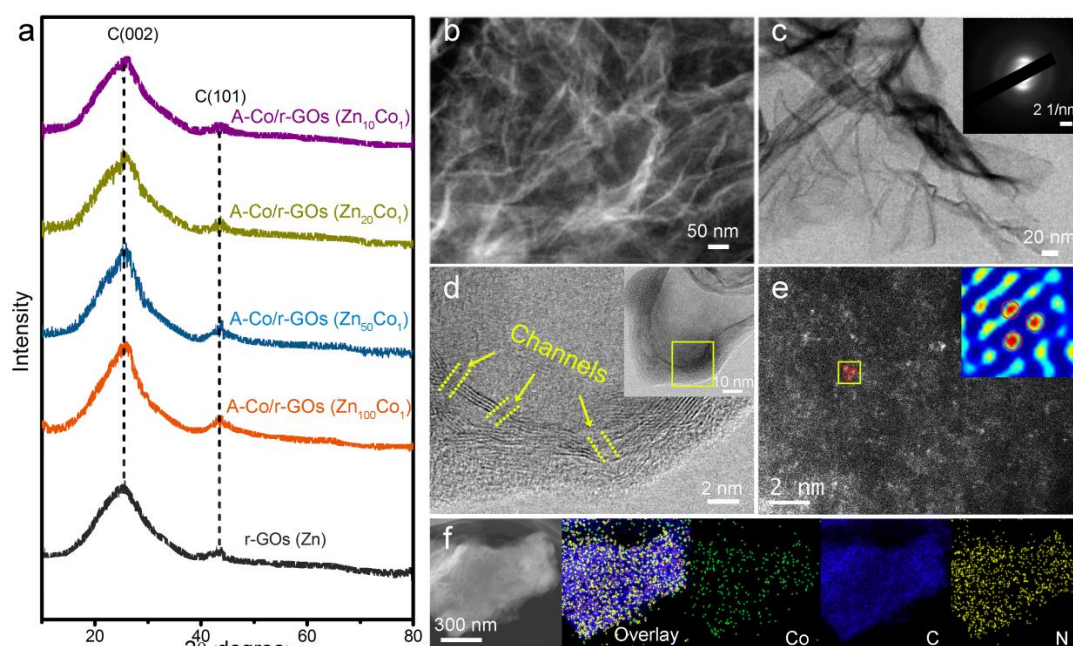 a
C(002)
C(101)
A-Co/r-GOs (Zn₁₀Co₁)
A-Co/r-GOs (Zn₂₀Co₁)
A-Co/r-GOs (Zn₅₀Co₁)
A-Co/r-GOs (Zn₁₀₀Co₁)
r-GOs (Zn)
Intensity
20
40
60
80
b
50 nm
c
2 1/nm
20 nm
d
Channels
10 nm
2 nm
e
2 nm
f
300 nm
Overlay
Co
C
N